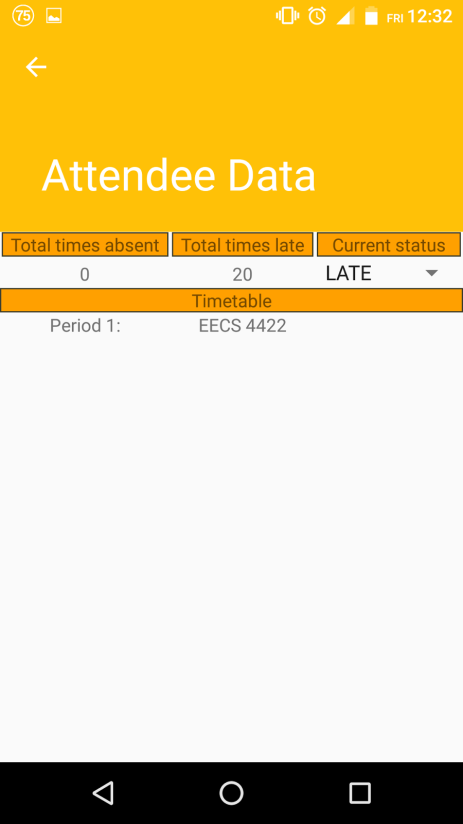 75 FRI 12:32
Attendee Data
Total times absent Total times late Current status
0 20 LATE
Timetable
Period 1: EECS 4422